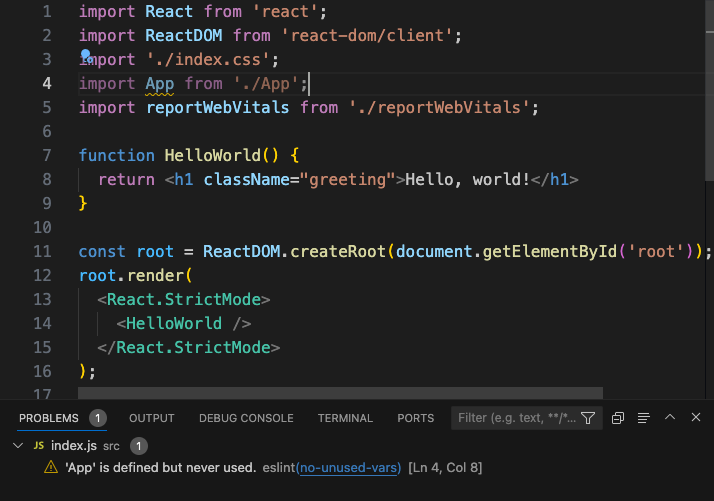 1 import React from 'react';
2 import ReactDOM from 'react-dom/client';
3 import './index.css';
4 import App from './App';
5 import reportWebVitals from './reportWebVitals';
6
7 function HelloWorld() {
8 return <h1 className="greeting">Hello, world!</h1>
9 }
10
11 const root = ReactDOM.createRoot(document.getElementById('root'));
12 root.render(
13 <React.StrictMode>
14 <HelloWorld />
15 </React.StrictMode>
16 );
17
PROBLEMS 1 OUTPUT DEBUG CONSOLE TERMINAL PORTS Filter (e.g. text, **/*...
JS index.js src 1
'App' is defined but never used. eslint(no-unused-vars) [Ln 4, Col 8]